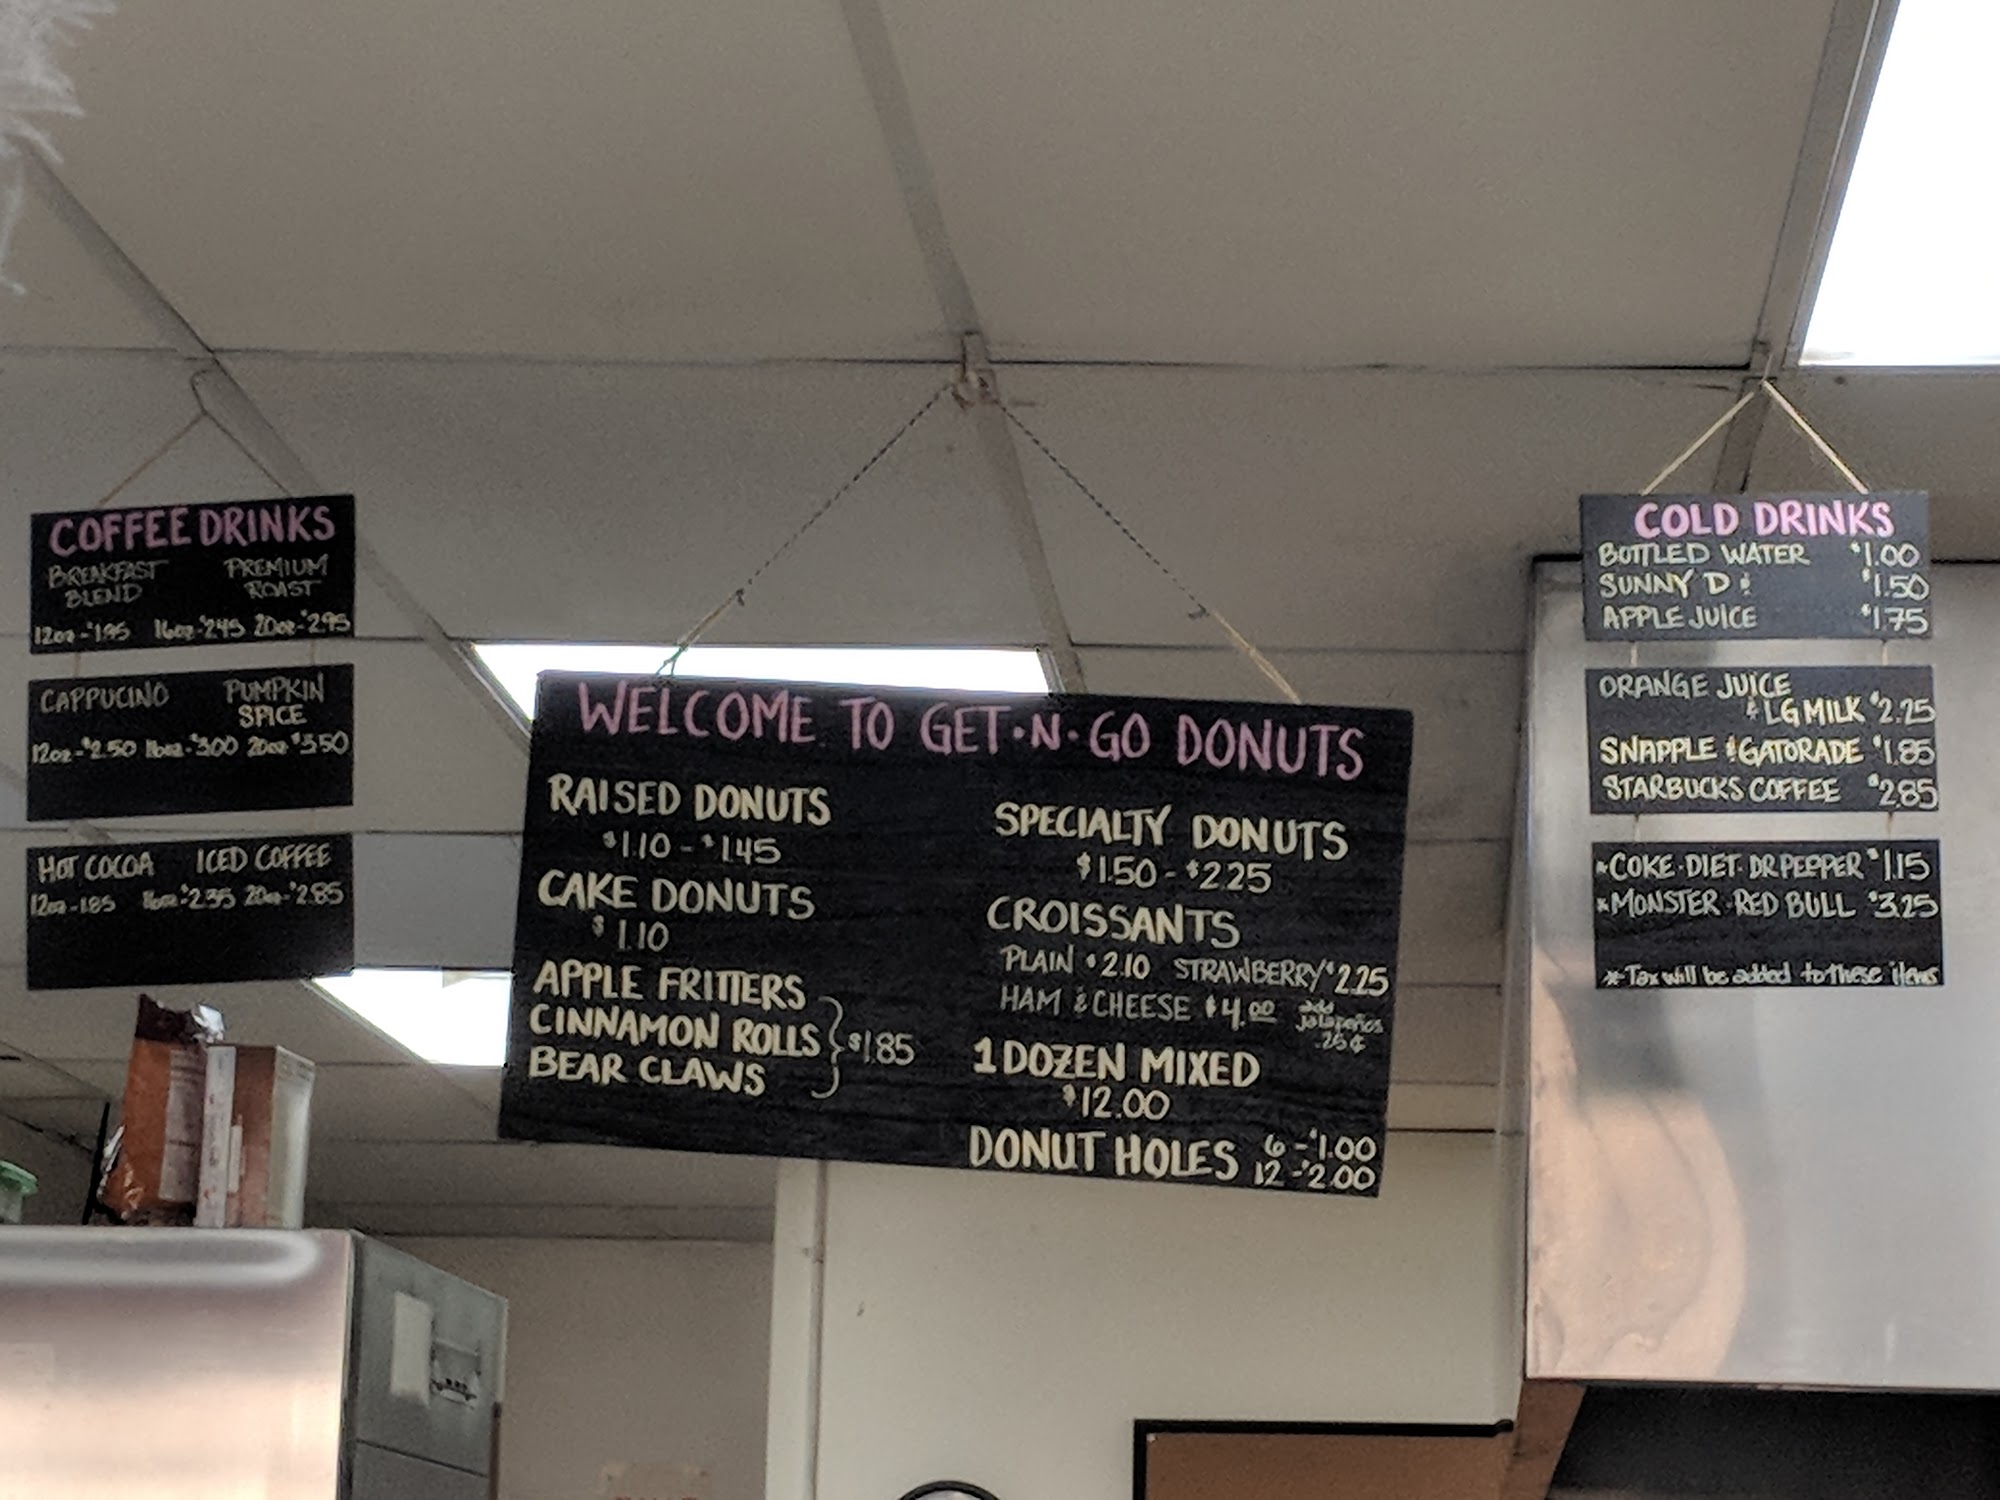 COFFEE DRINKS
BREAKFAST BLEND
PREMIUM ROAST
12oz-$1.95 16oz-$2.45 20oz-$2.95
CAPPUCINO
PUMPKIN SPICE
12oz-$2.50 16oz-$3.00 20oz-$3.50
HOT COCOA ICED COFFEE
12oz-1.85 16oz-$2.35 20oz-$2.85
WELCOME TO GET·N·GO DONUTS
RAISED DONUTS
$1.10 - $1.45
CAKE DONUTS
$1.10
APPLE FRITTERS
CINNAMON ROLLS $1.85
BEAR CLAWS
SPECIALTY DONUTS
$1.50 - $2.25
CROISSANTS
PLAIN $2.10 STRAWBERRY $2.25
HAM & CHEESE $4.00 add jalapeños .25¢
1 DOZEN MIXED
$12.00
DONUT HOLES 6 - $1.00
12 - $2.00
COLD DRINKS
BOTTLED WATER $1.00
SUNNY D & $1.50
APPLE JUICE $1.75
ORANGE JUICE
& LG MILK $2.25
SNAPPLE & GATORADE $1.85
STARBUCKS COFFEE $2.85
*COKE·DIET·DR.PEPPER $1.15
*MONSTER·RED BULL $3.25
* Tax will be added to these items